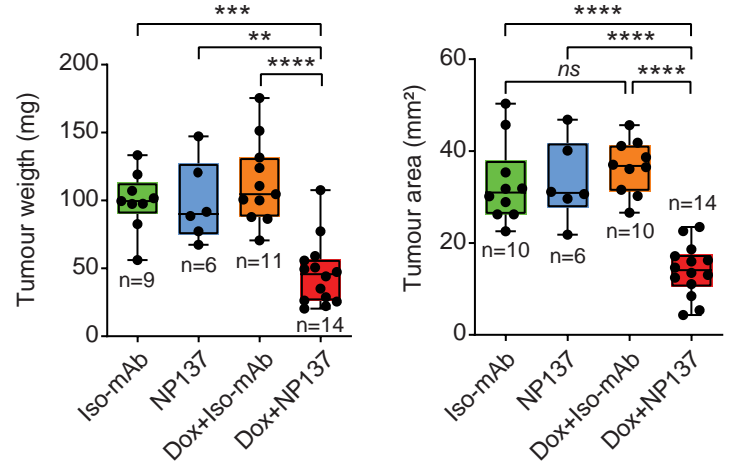 ***
**
****
200
150
100
50
0
Tumour weigth (mg)
n=9
n=6
n=11
n=14
Iso-mAb
NP137
Dox+Iso-mAb
Dox+NP137
****
****
ns
****
60
40
20
0
Tumour area (mm²)
n=10
n=6
n=10
n=14
Iso-mAb
NP137
Dox+Iso-mAb
Dox+NP137